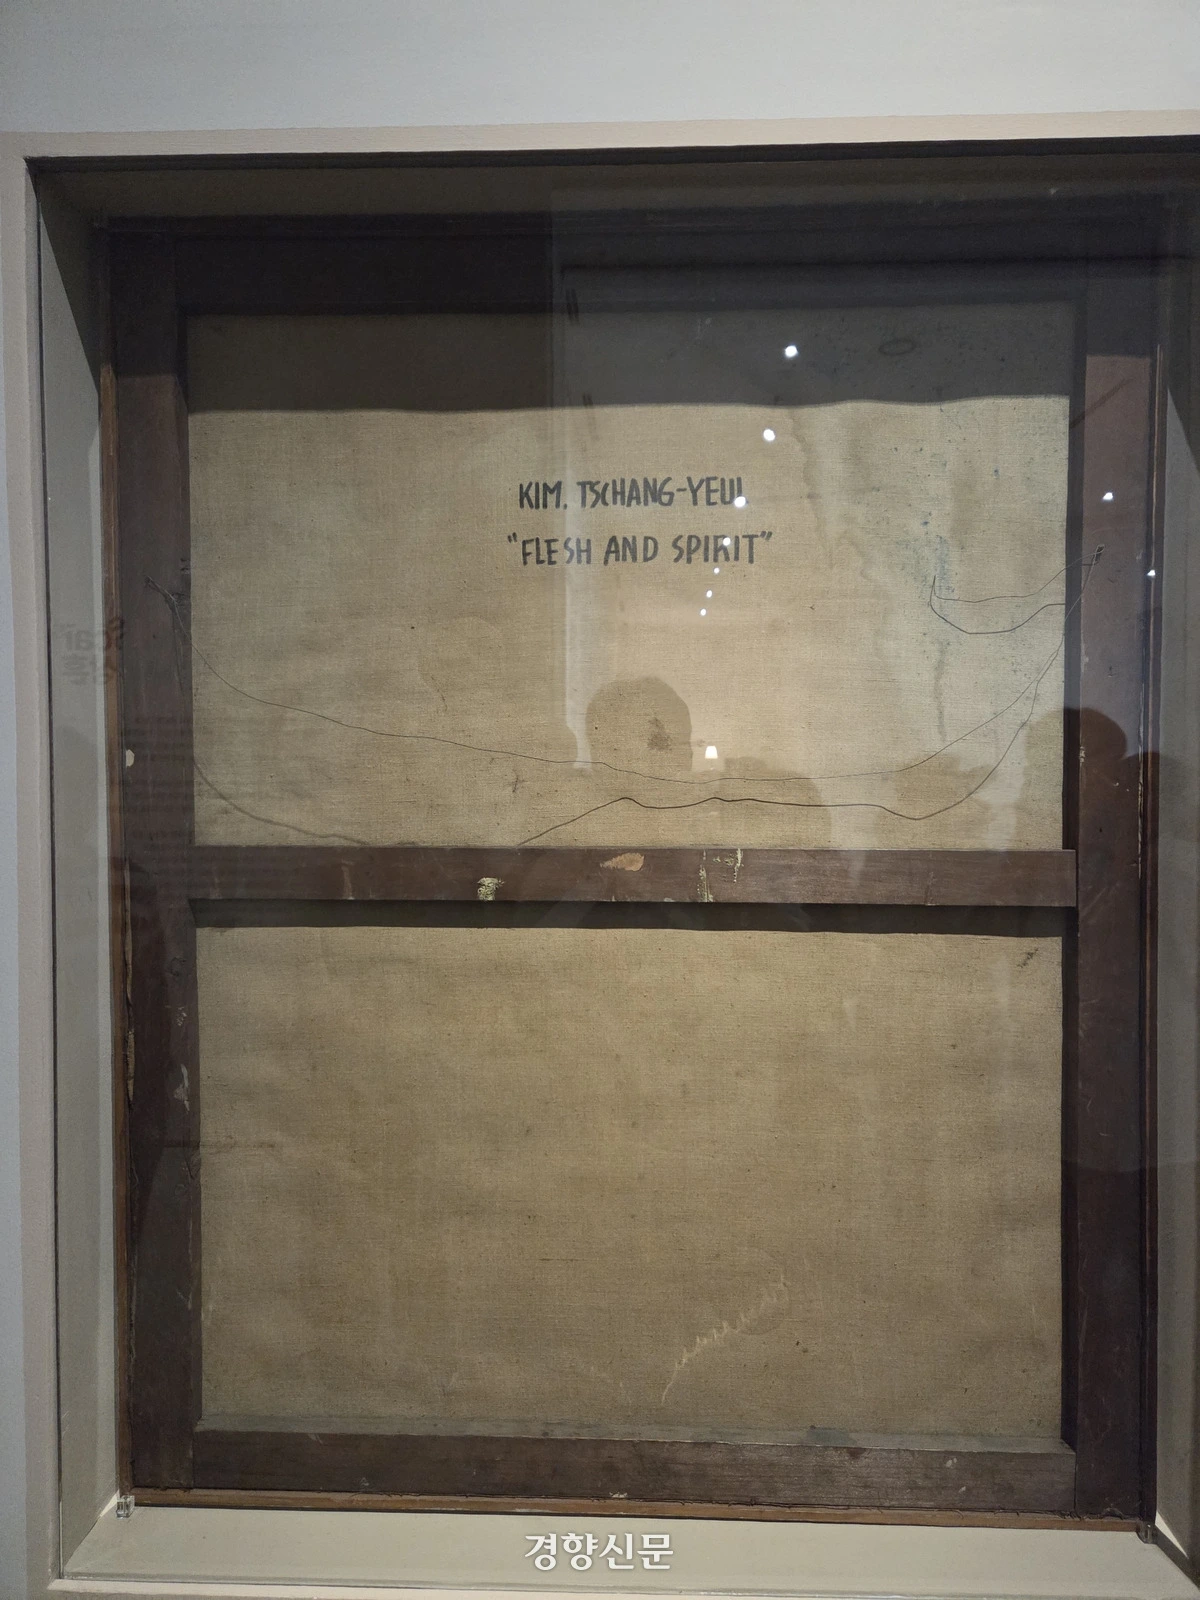 KIM. TSCHANG-YEUL
"FLESH AND SPIRIT"
경향신문